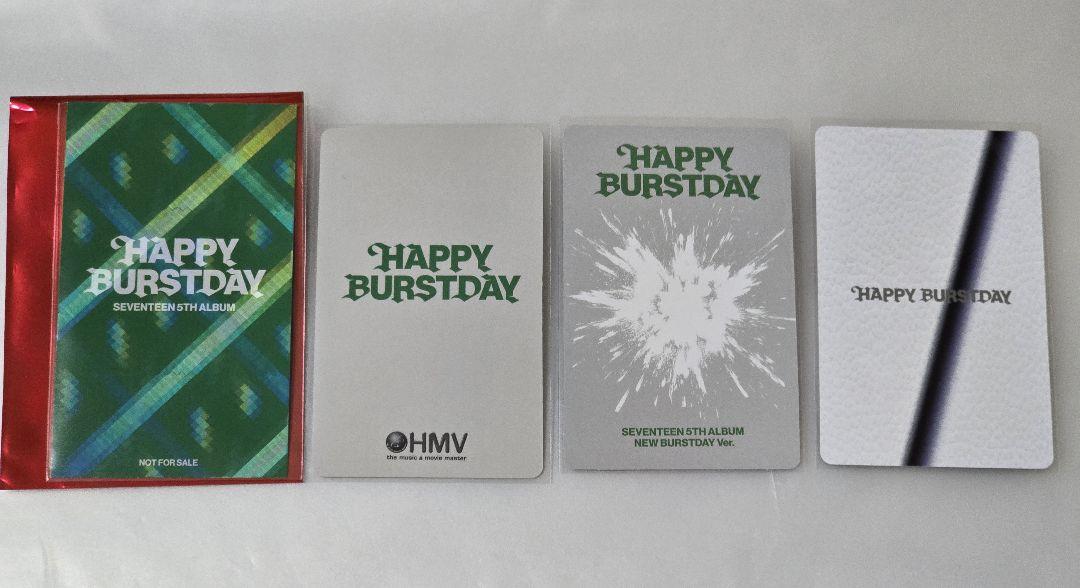 HAPPY
BURSTDAY
SEVENTEEN 5TH ALBUM
NOT FOR SALE
HAPPY
BURSTDAY
HMV
the music & movie master
HAPPY
BURSTDAY
SEVENTEEN 5TH ALBUM
NEW BURSTDAY Ver.
HAPPY BURSTDAY